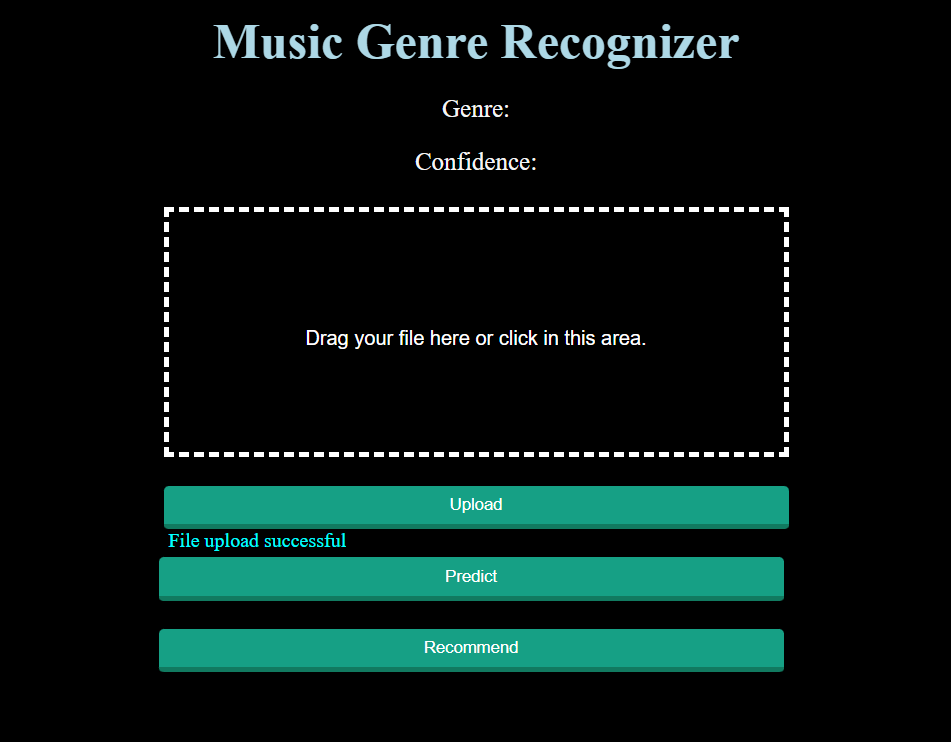 Music Genre Recognizer
Genre:
Confidence:
Drag your file here or click in this area.
Upload
File upload successful
Predict
Recommend